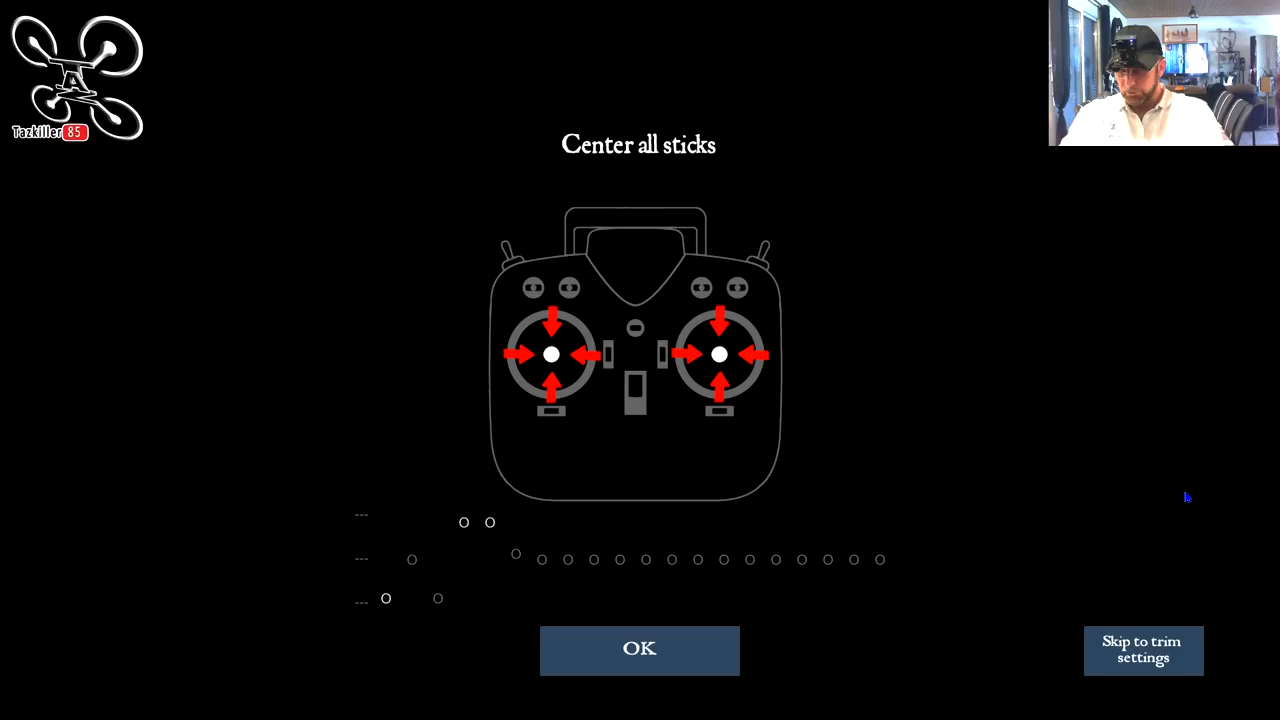 A
Tazkiller 85
Center all sticks
---
---
---
OK
Skip to trim
settings